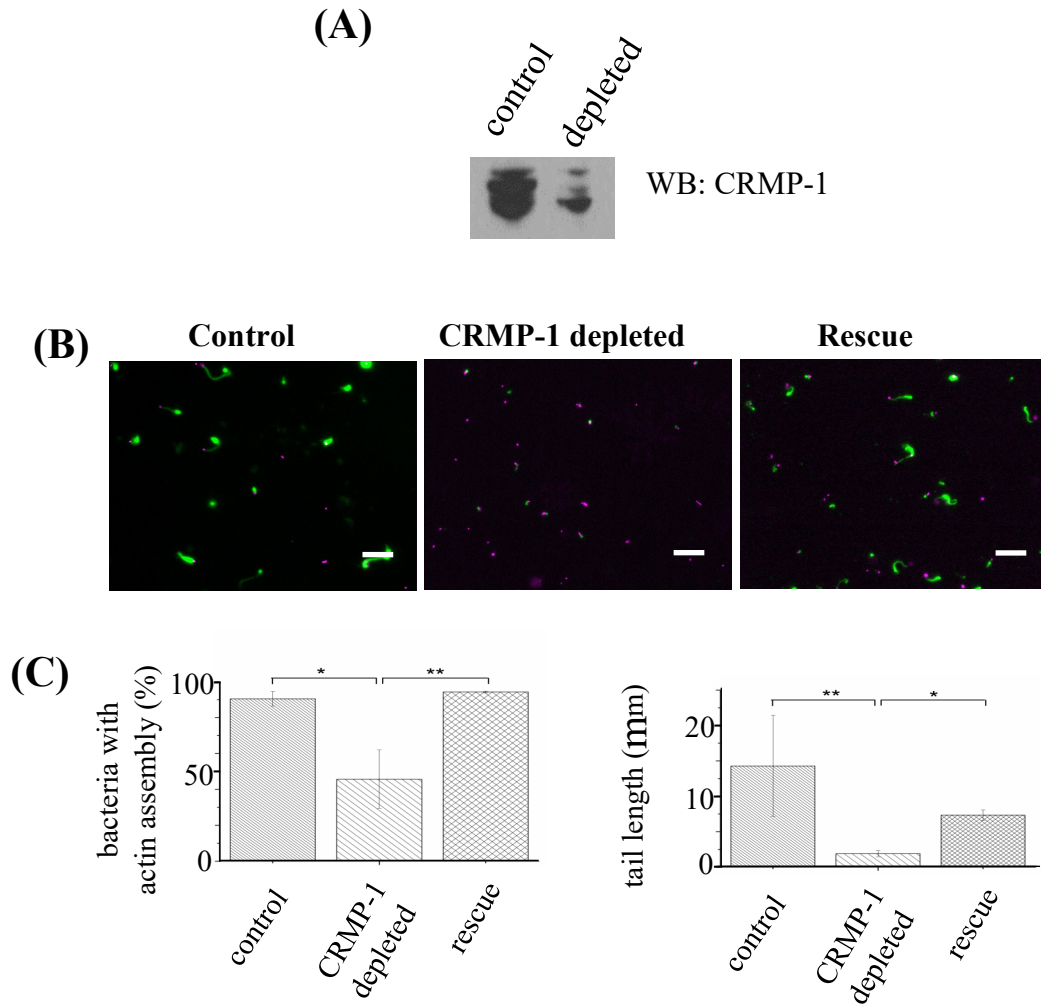 (A)
control
depleted
WB: CRMP-1
(B)
Control
CRMP-1 depleted
Rescue
(C)
bacteria with
actin assembly (%)
100
50
0
*
**
control
CRMP-1
depleted
rescue
tail length (mm)
20
10
0
**
*
control
CRMP-1
depleted
rescue